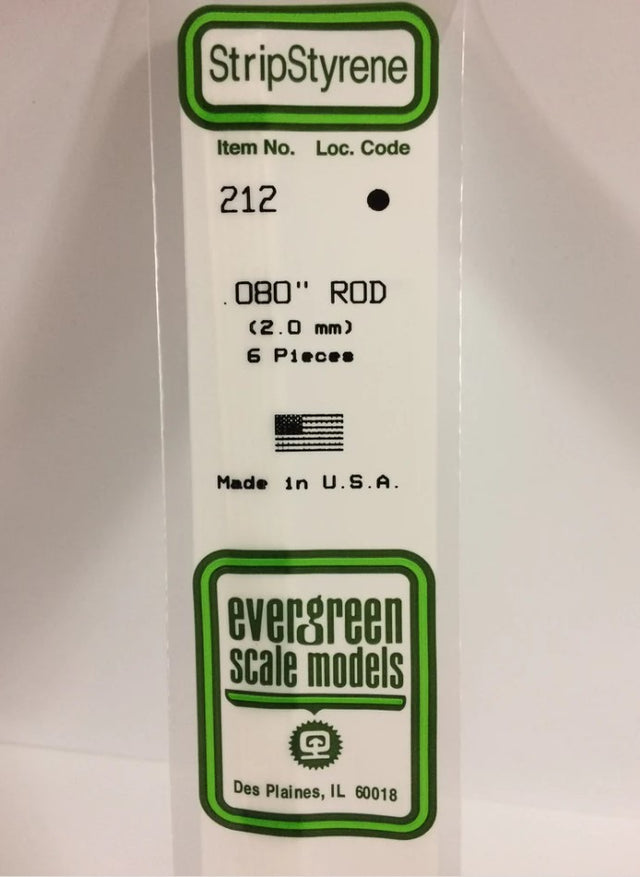 StripStyrene
Item No. Loc. Code
212 ●
.080" ROD
(2.0 mm)
6 Pieces
Made in U.S.A.
evergreen
scale models
Des Plaines, IL 60018